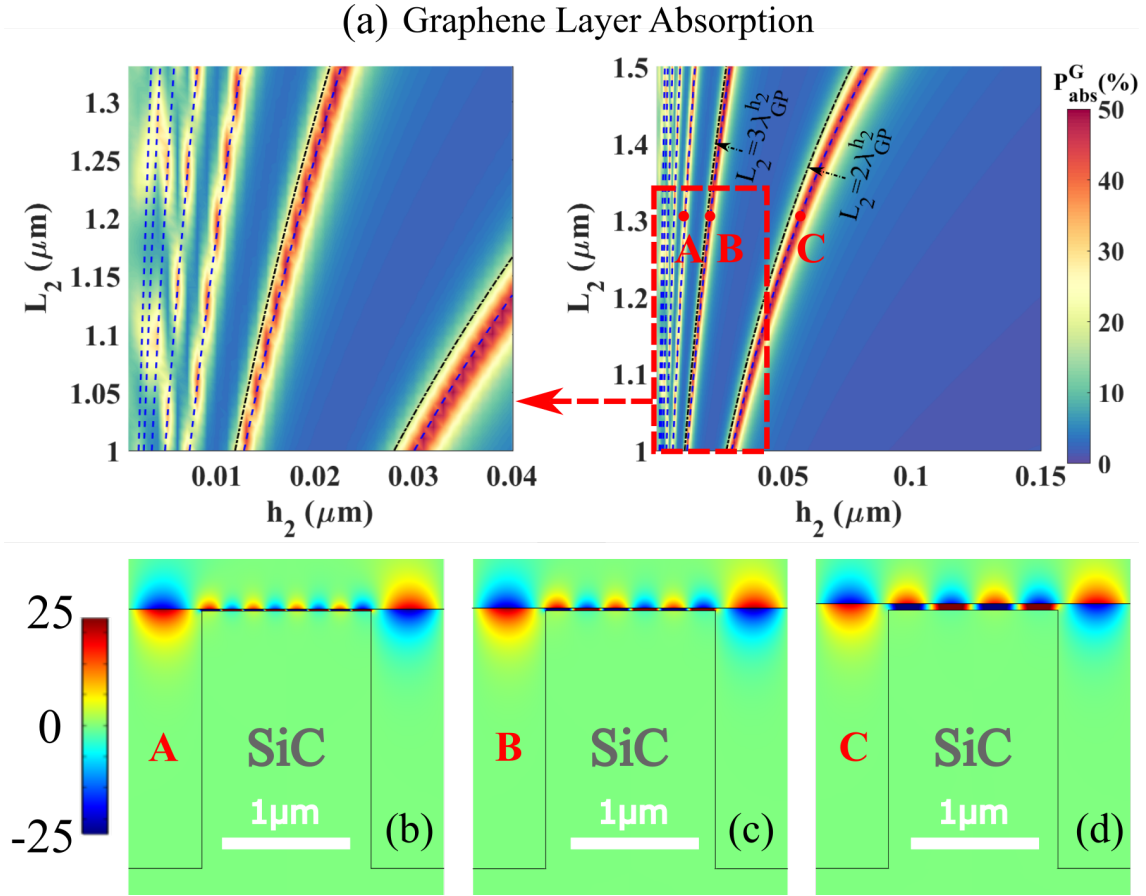 (a) Graphene Layer Absorption
L₂ (μm)
1.3
1.25
1.2
1.15
1.1
1.05
1
0.01
0.02
0.03
0.04
h₂ (μm)
L₂ (μm)
1.5
1.4
1.3
1.2
1.1
1
0.05
0.1
0.15
h₂ (μm)
L₂=3λ_GP^h₂
L₂=2λ_GP^h₂
A
B
C
P_abs^G(%)
50
40
30
20
10
0
25
0
-25
A
SiC
1μm
(b)
B
SiC
1μm
(c)
C
SiC
1μm
(d)